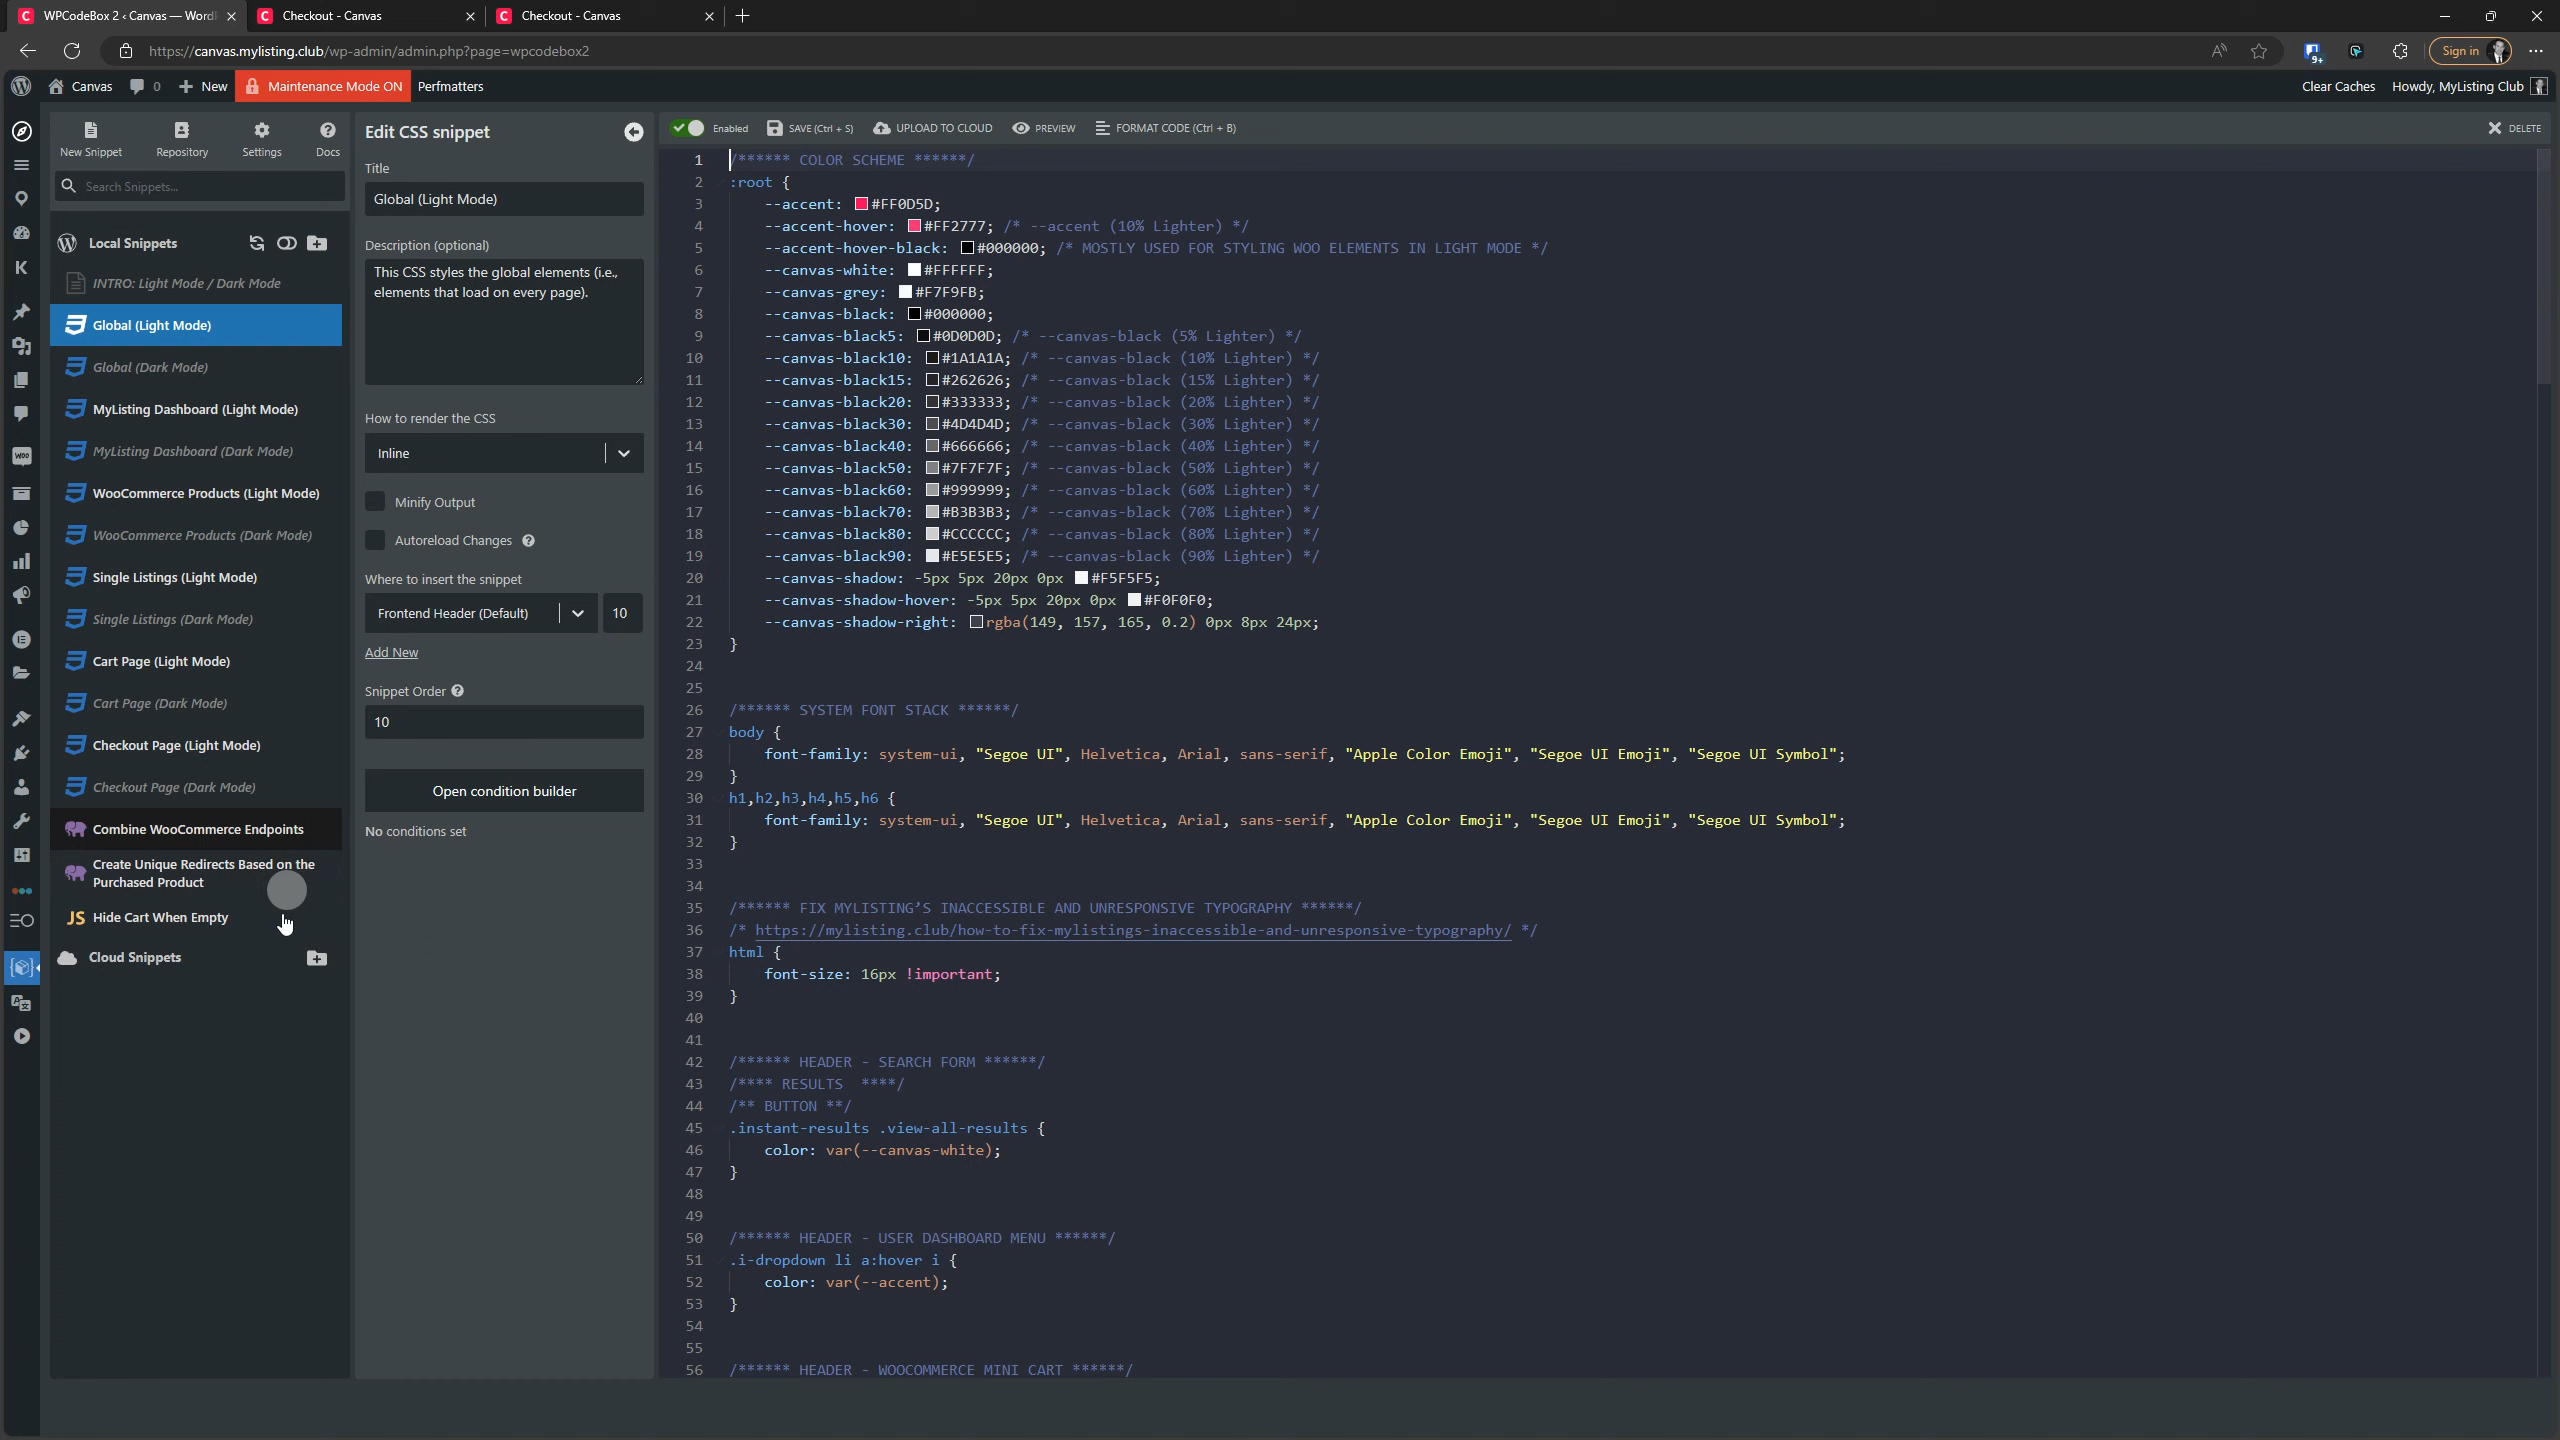 WPCodeBox 2 ‹ Canvas — Word
Checkout - Canvas
Checkout - Canvas
https://canvas.mylisting.club/wp-admin/admin.php?page=wpcodebox2
Sign in
9+
Canvas
0
New
Maintenance Mode ON
Perfmatters
Clear Caches
Howdy, MyListing Club
New Snippet
Repository
Settings
Docs
Search Snippets...
Local Snippets
INTRO: Light Mode / Dark Mode
Global (Light Mode)
Global (Dark Mode)
MyListing Dashboard (Light Mode)
MyListing Dashboard (Dark Mode)
WooCommerce Products (Light Mode)
WooCommerce Products (Dark Mode)
Single Listings (Light Mode)
Single Listings (Dark Mode)
Cart Page (Light Mode)
Cart Page (Dark Mode)
Checkout Page (Light Mode)
Checkout Page (Dark Mode)
Combine WooCommerce Endpoints
Create Unique Redirects Based on the
Purchased Product
JS Hide Cart When Empty
Cloud Snippets
Edit CSS snippet
Title
Global (Light Mode)
Description (optional)
This CSS styles the global elements (i.e.,
elements that load on every page).
How to render the CSS
Inline
Minify Output
Autoreload Changes
Where to insert the snippet
Frontend Header (Default)
10
Add New
Snippet Order
10
Open condition builder
No conditions set
Enabled
SAVE (Ctrl + S)
UPLOAD TO CLOUD
PREVIEW
FORMAT CODE (Ctrl + B)
DELETE
1 /****** COLOR SCHEME ******/
2 :root {
3 --accent: #FF0D5D;
4 --accent-hover: #FF2777; /* --accent (10% Lighter) */
5 --accent-hover-black: #000000; /* MOSTLY USED FOR STYLING WOO ELEMENTS IN LIGHT MODE */
6 --canvas-white: #FFFFFF;
7 --canvas-grey: #F7F9FB;
8 --canvas-black: #000000;
9 --canvas-black5: #0D0D0D; /* --canvas-black (5% Lighter) */
10 --canvas-black10: #1A1A1A; /* --canvas-black (10% Lighter) */
11 --canvas-black15: #262626; /* --canvas-black (15% Lighter) */
12 --canvas-black20: #333333; /* --canvas-black (20% Lighter) */
13 --canvas-black30: #4D4D4D; /* --canvas-black (30% Lighter) */
14 --canvas-black40: #666666; /* --canvas-black (40% Lighter) */
15 --canvas-black50: #7F7F7F; /* --canvas-black (50% Lighter) */
16 --canvas-black60: #999999; /* --canvas-black (60% Lighter) */
17 --canvas-black70: #B3B3B3; /* --canvas-black (70% Lighter) */
18 --canvas-black80: #CCCCCC; /* --canvas-black (80% Lighter) */
19 --canvas-black90: #E5E5E5; /* --canvas-black (90% Lighter) */
20 --canvas-shadow: -5px 5px 20px 0px #F5F5F5;
21 --canvas-shadow-hover: -5px 5px 20px 0px #F0F0F0;
22 --canvas-shadow-right: rgba(149, 157, 165, 0.2) 0px 8px 24px;
23 }
24
25
26 /****** SYSTEM FONT STACK ******/
27 body {
28 font-family: system-ui, "Segoe UI", Helvetica, Arial, sans-serif, "Apple Color Emoji", "Segoe UI Emoji", "Segoe UI Symbol";
29 }
30 h1,h2,h3,h4,h5,h6 {
31 font-family: system-ui, "Segoe UI", Helvetica, Arial, sans-serif, "Apple Color Emoji", "Segoe UI Emoji", "Segoe UI Symbol";
32 }
33
34
35 /****** FIX MYLISTING’S INACCESSIBLE AND UNRESPONSIVE TYPOGRAPHY ******/
36 /* https://mylisting.club/how-to-fix-mylistings-inaccessible-and-unresponsive-typography/ */
37 html {
38 font-size: 16px !important;
39 }
40
41
42 /****** HEADER - SEARCH FORM ******/
43 /**** RESULTS ****/
44 /** BUTTON **/
45 .instant-results .view-all-results {
46 color: var(--canvas-white);
47 }
48
49
50 /****** HEADER - USER DASHBOARD MENU ******/
51 .i-dropdown li a:hover i {
52 color: var(--accent);
53 }
54
55
56 /****** HEADER - WOOCOMMERCE MINI CART ******/